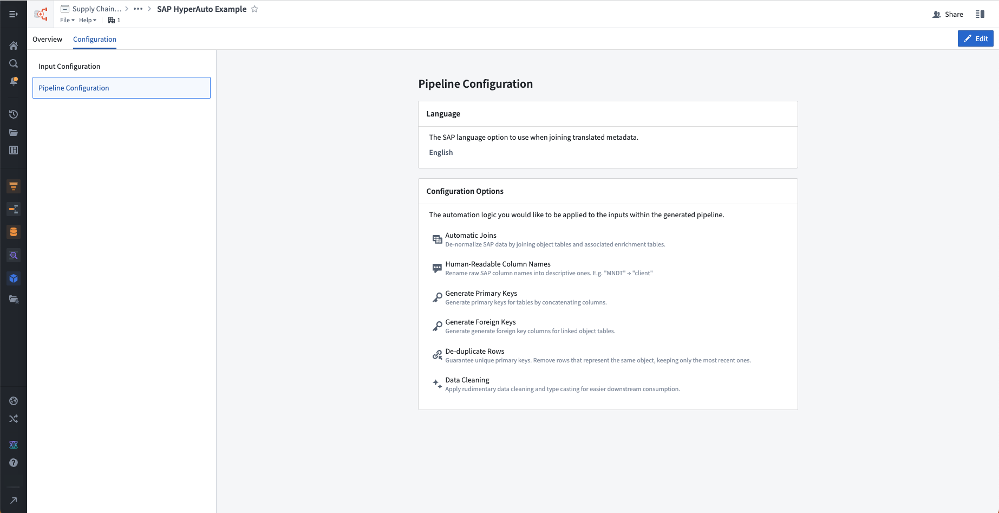 Supply Chain...
SAP HyperAuto Example
File
Help
1
Share
Overview
Configuration
Edit
Input Configuration
Pipeline Configuration
Pipeline Configuration
Language
The SAP language option to use when joining translated metadata.
English
Configuration Options
The automation logic you would like to be applied to the inputs within the generated pipeline.
Automatic Joins
De-normalize SAP data by joining object tables and associated enrichment tables.
Human-Readable Column Names
Rename raw SAP column names into descriptive ones. E.g. "MNDT" → "client"
Generate Primary Keys
Generate primary keys for tables by concatenating columns.
Generate Foreign Keys
Generate generate foreign key columns for linked object tables.
De-duplicate Rows
Guarantee unique primary keys. Remove rows that represent the same object, keeping only the most recent ones.
Data Cleaning
Apply rudimentary data cleaning and type casting for easier downstream consumption.